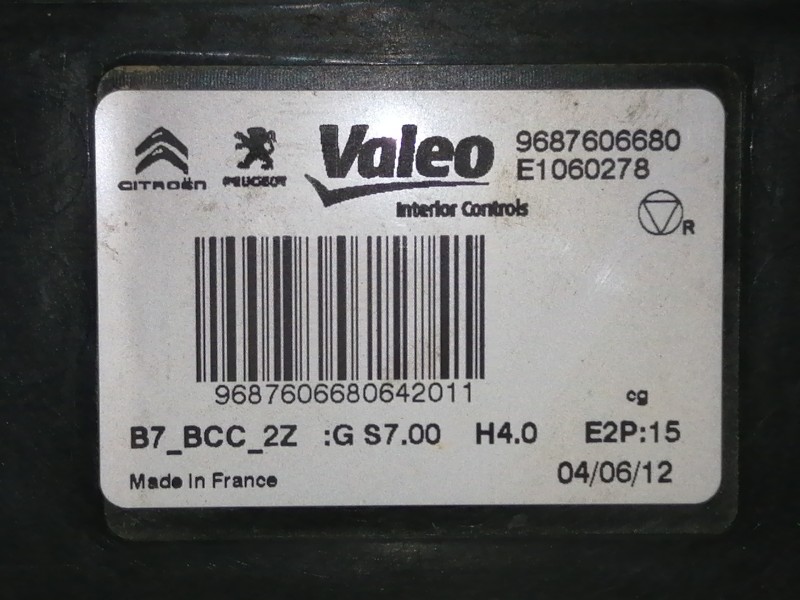 CITROËN PEUGEOT Valeo 9687606680
E1060278
Interior Controls
R
9687606680642011
cg
B7_BCC_2Z :G S7.00 H4.0 E2P:15
Made In France 04/06/12